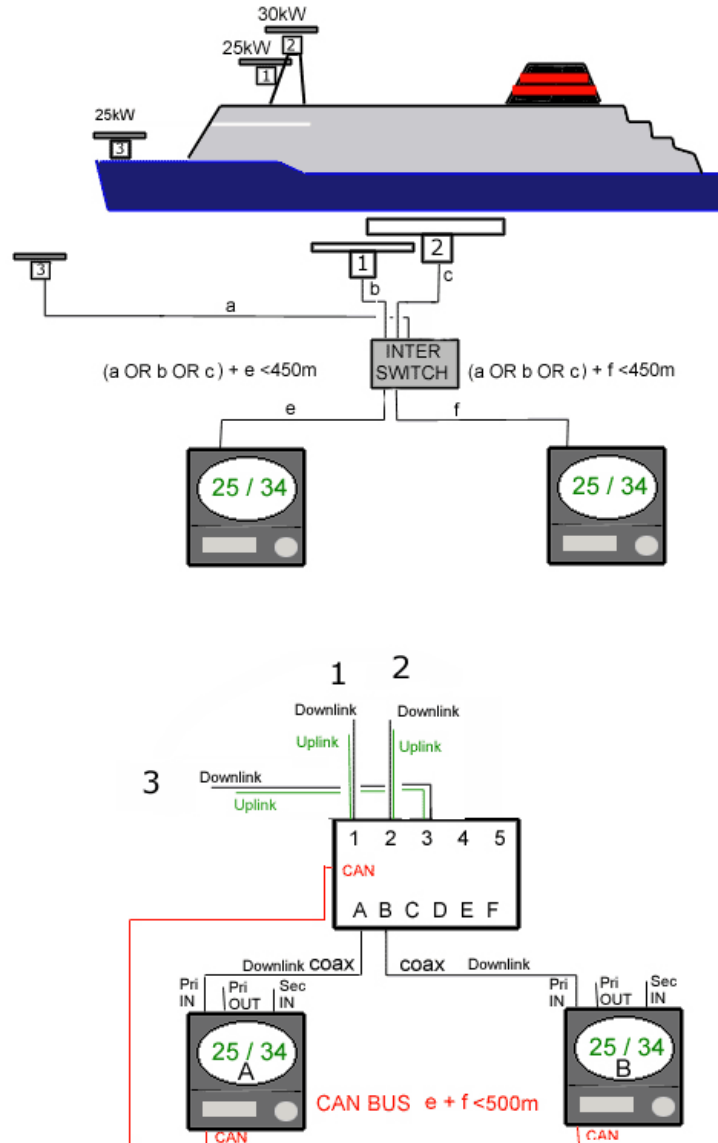 30kW
2
25kW
1
25kW
3
3
1
2
b
c
a
INTER
SWITCH
(a OR b OR c) + e <450m
(a OR b OR c) + f <450m
e
f
25 / 34
25 / 34
1
2
Downlink
Downlink
Uplink
Uplink
3
Downlink
Uplink
1 2 3 4 5
CAN
A B C D E F
Downlink coax
coax Downlink
Pri
IN
Pri
OUT
Sec
IN
Pri
IN
Pri
OUT
Sec
IN
25 / 34
A
25 / 34
B
CAN BUS e + f <500m
CAN
CAN